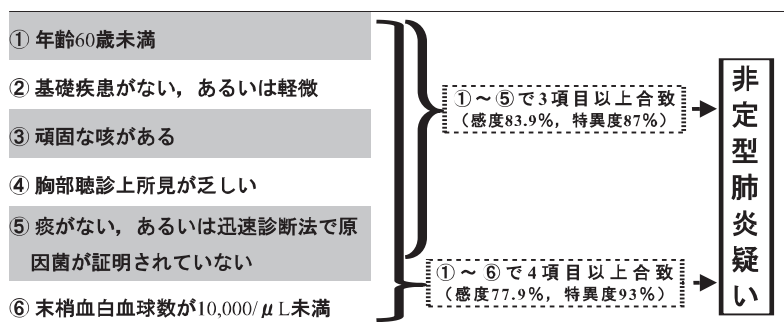 ① 年齢60歳未満
② 基礎疾患がない，あるいは軽微
③ 頑固な咳がある
④ 胸部聴診上所見が乏しい
⑤ 痰がない，あるいは迅速診断法で原
因菌が証明されていない
⑥ 末梢血白血球数が10,000/μL未満
①～⑤で3項目以上合致
（感度83.9%，特異度87%）
①～⑥で4項目以上合致
（感度77.9%，特異度93%）
非定型肺炎疑い